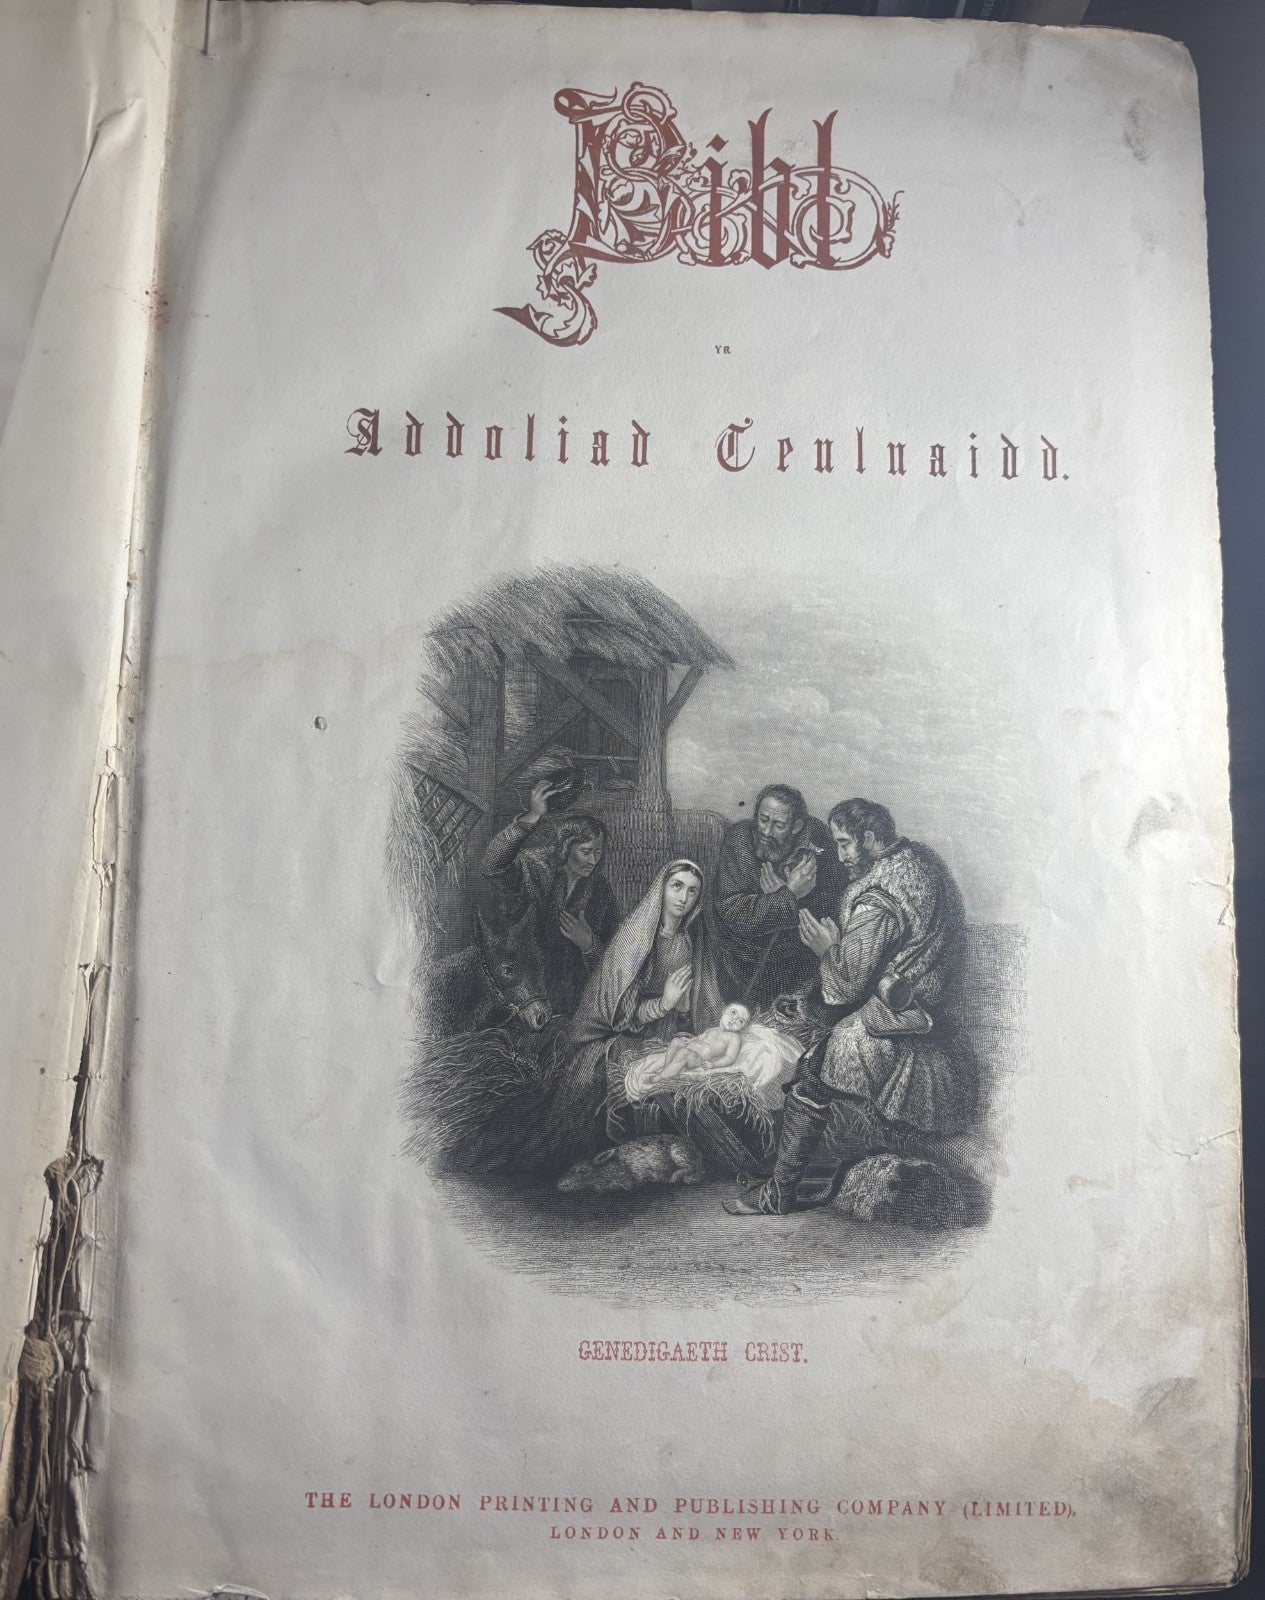 Bibl
YR
Addoliad Teuluaidd.
GENEDIGAETH CRIST.
THE LONDON PRINTING AND PUBLISHING COMPANY (LIMITED),
LONDON AND NEW YORK.